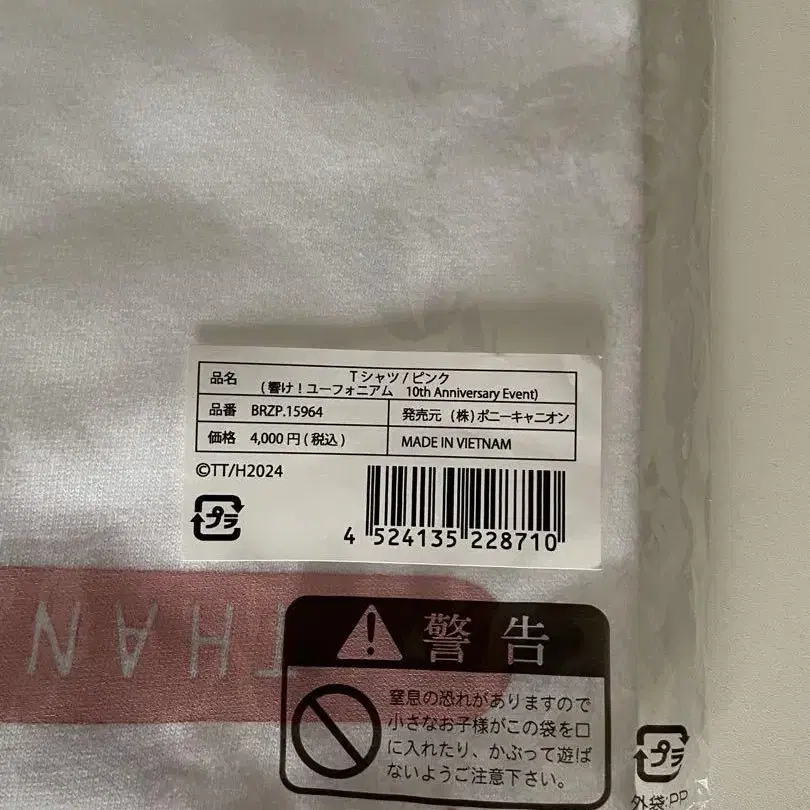 品名 Tシャツ/ピンク
(響け!ユーフォニアム 10th Anniversary Event)
品番 BRZP.15964 発売元 (株)ポニーキャニオン
価格 4,000円(税込) MADE IN VIETNAM
©TT/H2024
プラ
4 524135 228710
THAN
警告
窒息の恐れがありますので
小さなお子様がこの袋を口
に入れたり、かぶって遊ば
ないようご注意下さい。
プラ
外袋:PP